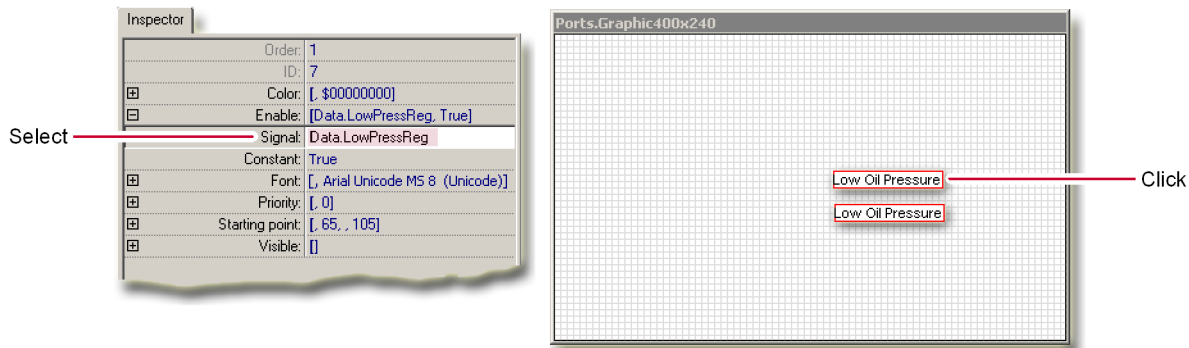 Inspector
Order: 1
ID: 7
Color: [, $00000000]
Enable: [Data.LowPressReg, True]
Signal: Data.LowPressReg
Constant: True
Font: [, Arial Unicode MS 8 (Unicode)]
Priority: [, 0]
Starting point: [, 65, , 105]
Visible: []
Select
Ports.Graphic400x240
Low Oil Pressure
Click
Low Oil Pressure